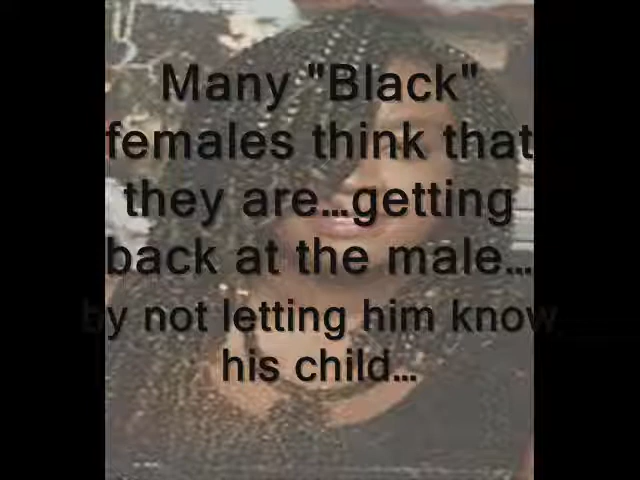 Many "Black"
females think that
they are...getting
back at the male...
by not letting him know
his child...